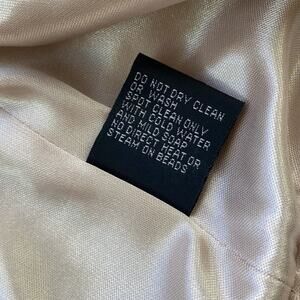 DO NOT DRY CLEAN
OR WASH
SPOT CLEAN ONLY
WITH COLD WATER
AND MILD SOAP
NO DIRECT HEAT OR
STEAM ON BEADS